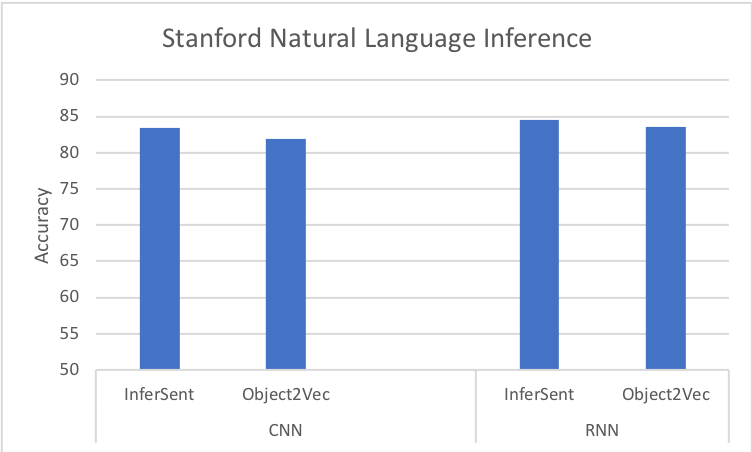 Stanford Natural Language Inference
Accuracy
90
85
80
75
70
65
60
55
50
InferSent Object2Vec InferSent Object2Vec
CNN RNN